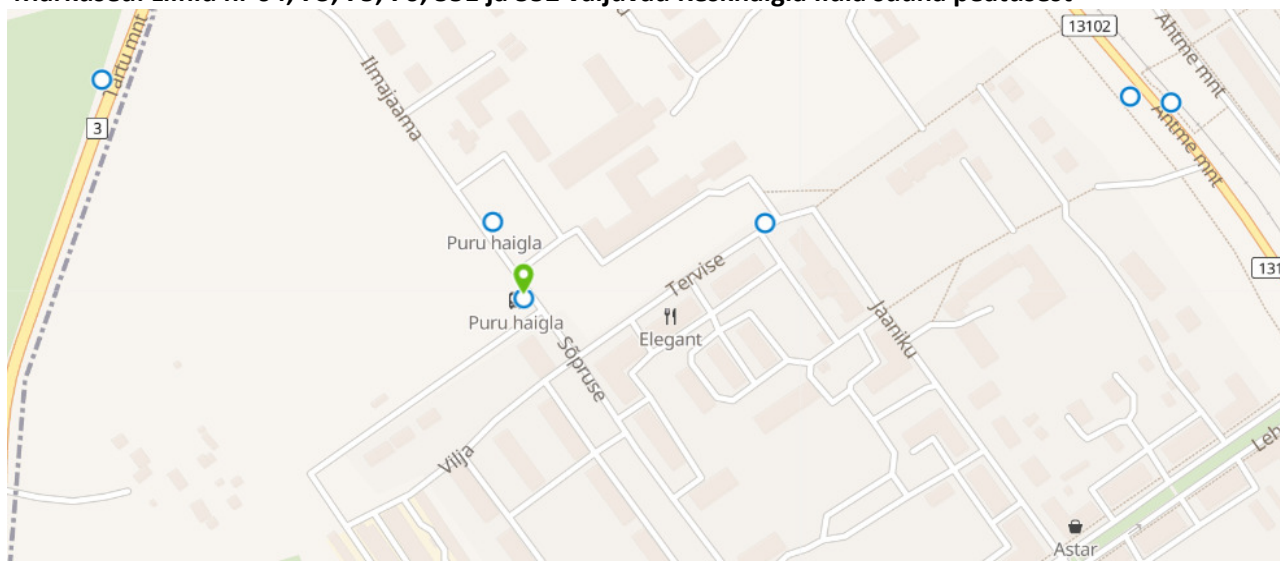 13102
Tartu mnt
Ahtme mnt
Ilmajaama
3
Ahtme mnt
Puru haigla
Tervise
131
Puru haigla
Elegant
Jaaniku
Sõpruse
Vilja
Leh
Astar